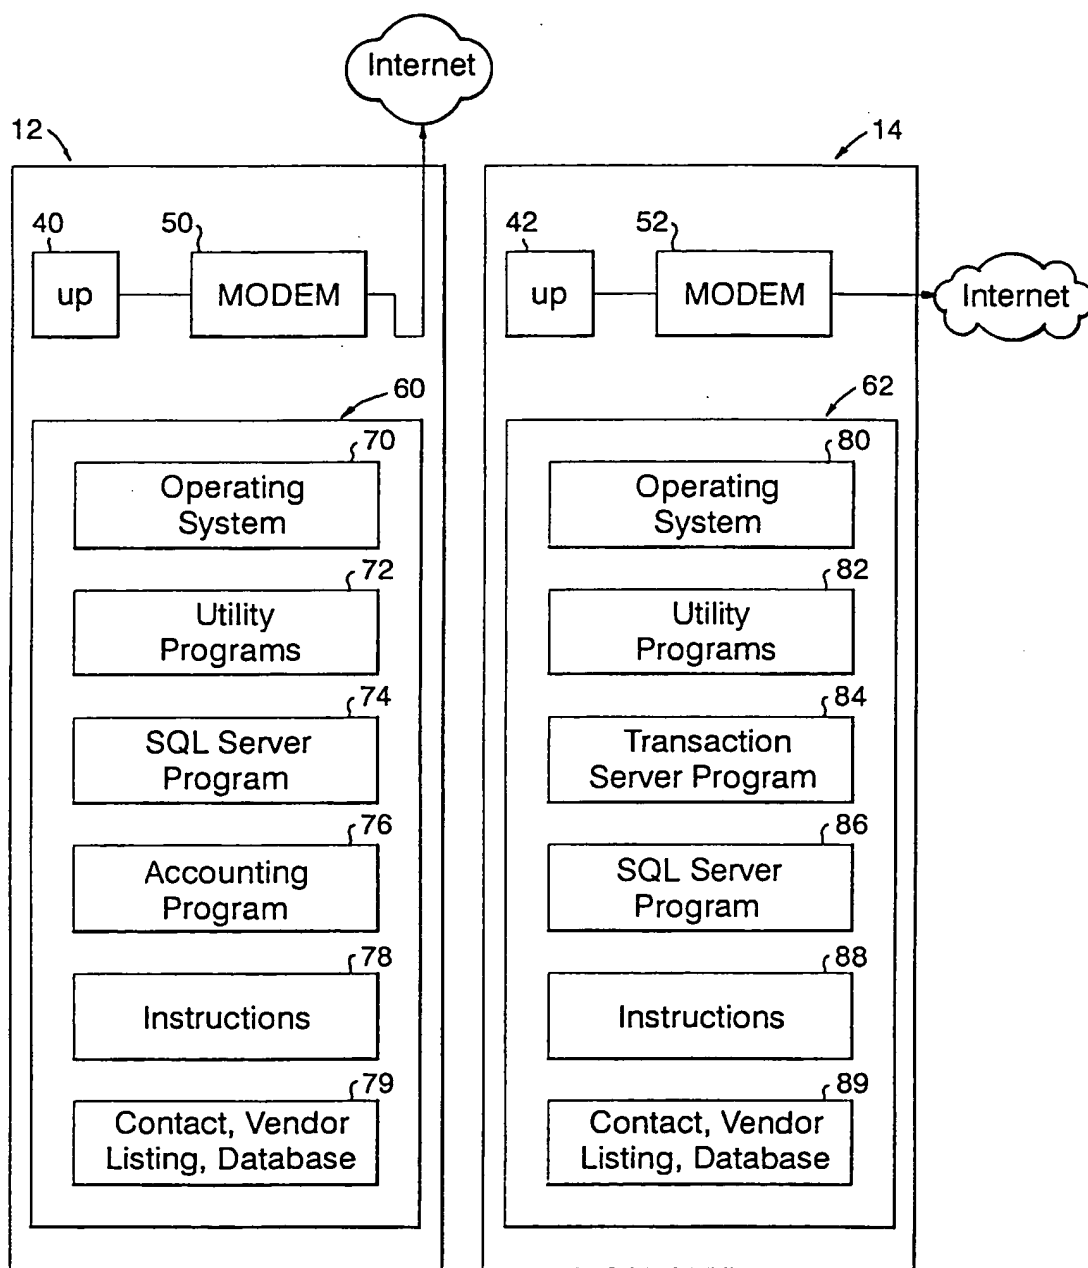 Internet
12
14
40
50
42
52
up
MODEM
up
MODEM
Internet
60
62
70
Operating
System
72
Utility
Programs
74
SQL Server
Program
76
Accounting
Program
78
Instructions
79
Contact, Vendor
Listing, Database
80
Operating
System
82
Utility
Programs
84
Transaction
Server Program
86
SQL Server
Program
88
Instructions
89
Contact, Vendor
Listing, Database